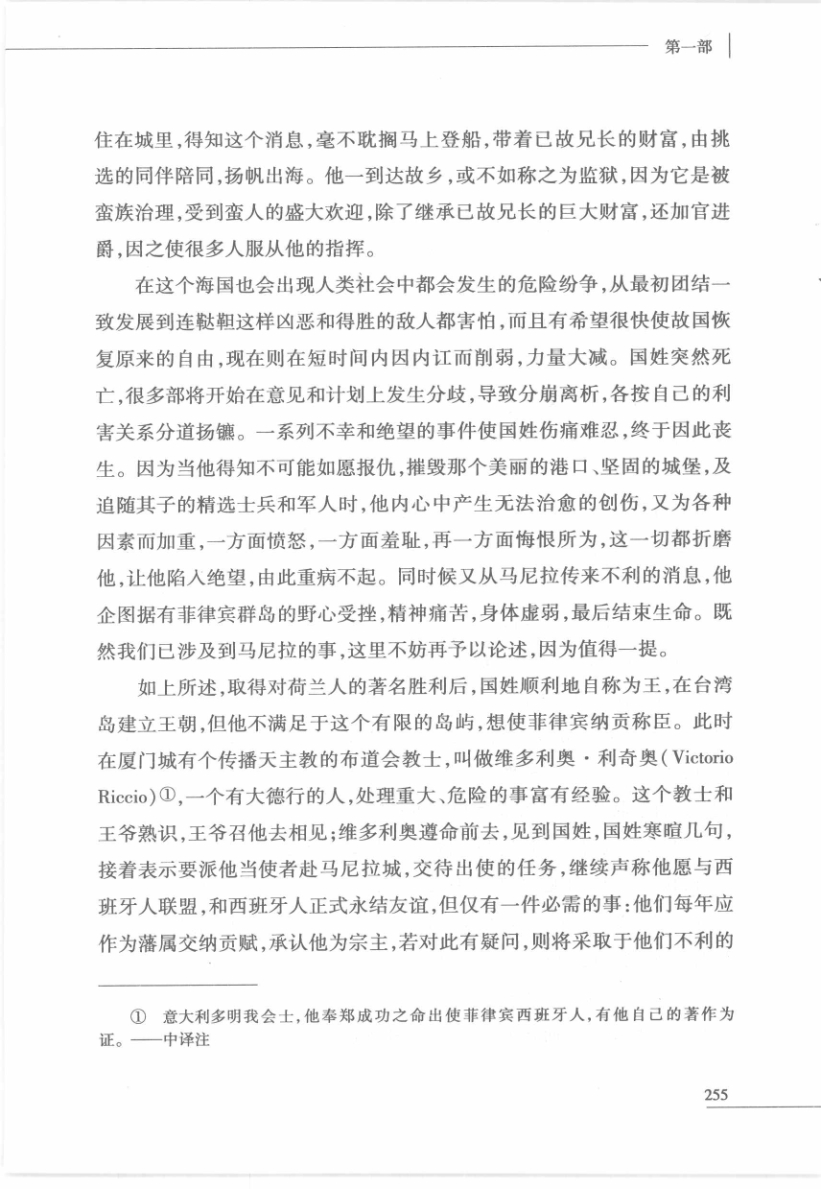 第一部
住在城里,得知这个消息,毫不耽搁马上登船,带着已故兄长的财富,由挑
选的同伴陪同,扬帆出海。他一到达故乡,或不如称之为监狱,因为它是被
蛮族治理,受到蛮人的盛大欢迎,除了继承已故兄长的巨大财富,还加官进
爵,因之使很多人服从他的指挥。
在这个海国也会出现人类社会中都会发生的危险纷争,从最初团结一
致发展到连鞑靼这样凶恶和得胜的敌人都害怕,而且有希望很快使故国恢
复原来的自由,现在则在短时间内因内讧而削弱,力量大减。国姓突然死
亡,很多部将开始在意见和计划上发生分歧,导致分崩离析,各按自己的利
害关系分道扬镳。一系列不幸和绝望的事件使国姓伤痛难忍,终于因此丧
生。因为当他得知不可能如愿报仇,摧毁那个美丽的港口、坚固的城堡,及
追随其子的精选士兵和军人时,他内心中产生无法治愈的创伤,又为各种
因素而加重,一方面愤怒,一方面羞耻,再一方面悔恨所为,这一切都折磨
他,让他陷入绝望,由此重病不起。同时候又从马尼拉传来不利的消息,他
企图据有菲律宾群岛的野心受挫,精神痛苦,身体虚弱,最后结束生命。既
然我们已涉及到马尼拉的事,这里不妨再予以论述,因为值得一提。
如上所述,取得对荷兰人的著名胜利后,国姓顺利地自称为王,在台湾
岛建立王朝,但他不满足于这个有限的岛屿,想使菲律宾纳贡称臣。此时
在厦门城有个传播天主教的布道会教士,叫做维多利奥·利奇奥(Victorio
Riccio)①,一个有大德行的人,处理重大、危险的事富有经验。这个教士和
王爷熟识,王爷召他去相见;维多利奥遵命前去,见到国姓,国姓寒暄几句,
接着表示要派他当使者赴马尼拉城,交待出使的任务,继续声称他愿与西
班牙人联盟,和西班牙人正式永结友谊,但仅有一件必需的事:他们每年应
作为藩属交纳贡赋,承认他为宗主,若对此有疑问,则将采取于他们不利的
① 意大利多明我会士,他奉郑成功之命出使菲律宾西班牙人,有他自己的著作为
证。——中译注
255